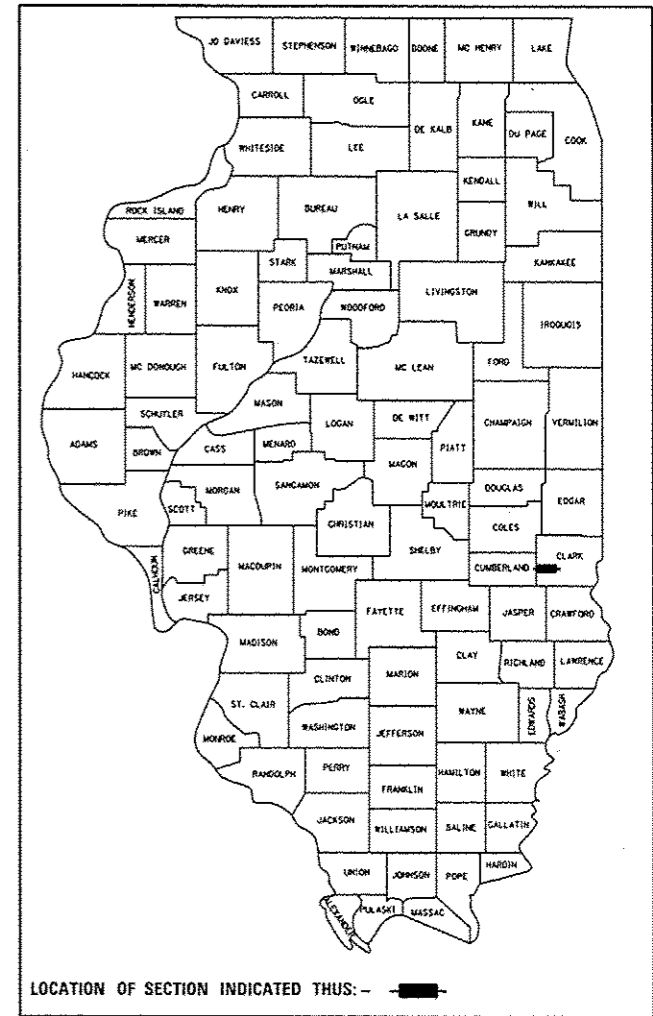 JO DAVIESS
STEPHENSON
WINNEBAGO
BOONE
MC HENRY
LAKE
CARROLL
OGLE
DE KALB
KANE
DU PAGE
COOK
WHITESIDE
LEE
KENDALL
WILL
ROCK ISLAND
HENRY
BUREAU
LA SALLE
GRUNDY
MERCER
PUTNAM
STARK
MARSHALL
KANKAKEE
HENDERSON
WARREN
KNOX
PEORIA
WOODFORD
LIVINGSTON
IROQUOIS
HANCOCK
MC DONOUGH
FULTON
TAZEWELL
MC LEAN
FORD
MASON
SCHUYLER
LOGAN
DE WITT
CHAMPAIGN
VERMILION
ADAMS
BROWN
CASS
MENARD
MACON
PIATT
PIKE
SCOTT
MORGAN
SANGAMON
CHRISTIAN
MOULTRIE
DOUGLAS
EDGAR
COLES
CALHOUN
GREENE
MACOUPIN
MONTGOMERY
SHELBY
CUMBERLAND
CLARK
JERSEY
FAYETTE
EFFINGHAM
JASPER
CRAWFORD
MADISON
BOND
CLAY
RICHLAND
LAWRENCE
CLINTON
MARION
WAYNE
EDWARDS
WABASH
ST. CLAIR
WASHINGTON
JEFFERSON
MONROE
RANDOLPH
PERRY
HAMILTON
WHITE
FRANKLIN
JACKSON
WILLIAMSON
SALINE
GALLATIN
UNION
JOHNSON
POPE
HARDIN
ALEXANDER
PULASKI
MASSAC
LOCATION OF SECTION INDICATED THUS: -